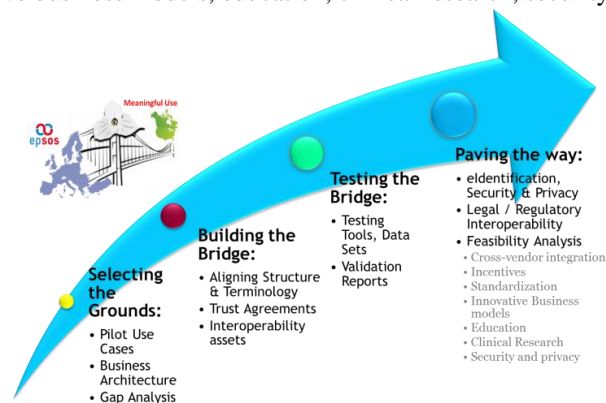 business models, education,
Meaningful Use
epsos
Selecting
the
Grounds:
• Pilot Use
Cases
• Business
Architecture
• Gap Analysis
Building the
Bridge:
• Aligning Structure
& Terminology
• Trust Agreements
• Interoperability
assets
Testing the
Bridge:
• Testing
Tools, Data
Sets
• Validation
Reports
Paving the way:
• eIdentification,
Security & Privacy
• Legal / Regulatory
Interoperability
• Feasibility Analysis
• Cross-vendor integration
• Incentives
• Standardization
• Innovative Business
models
• Education
• Clinical Research
• Security and privacy